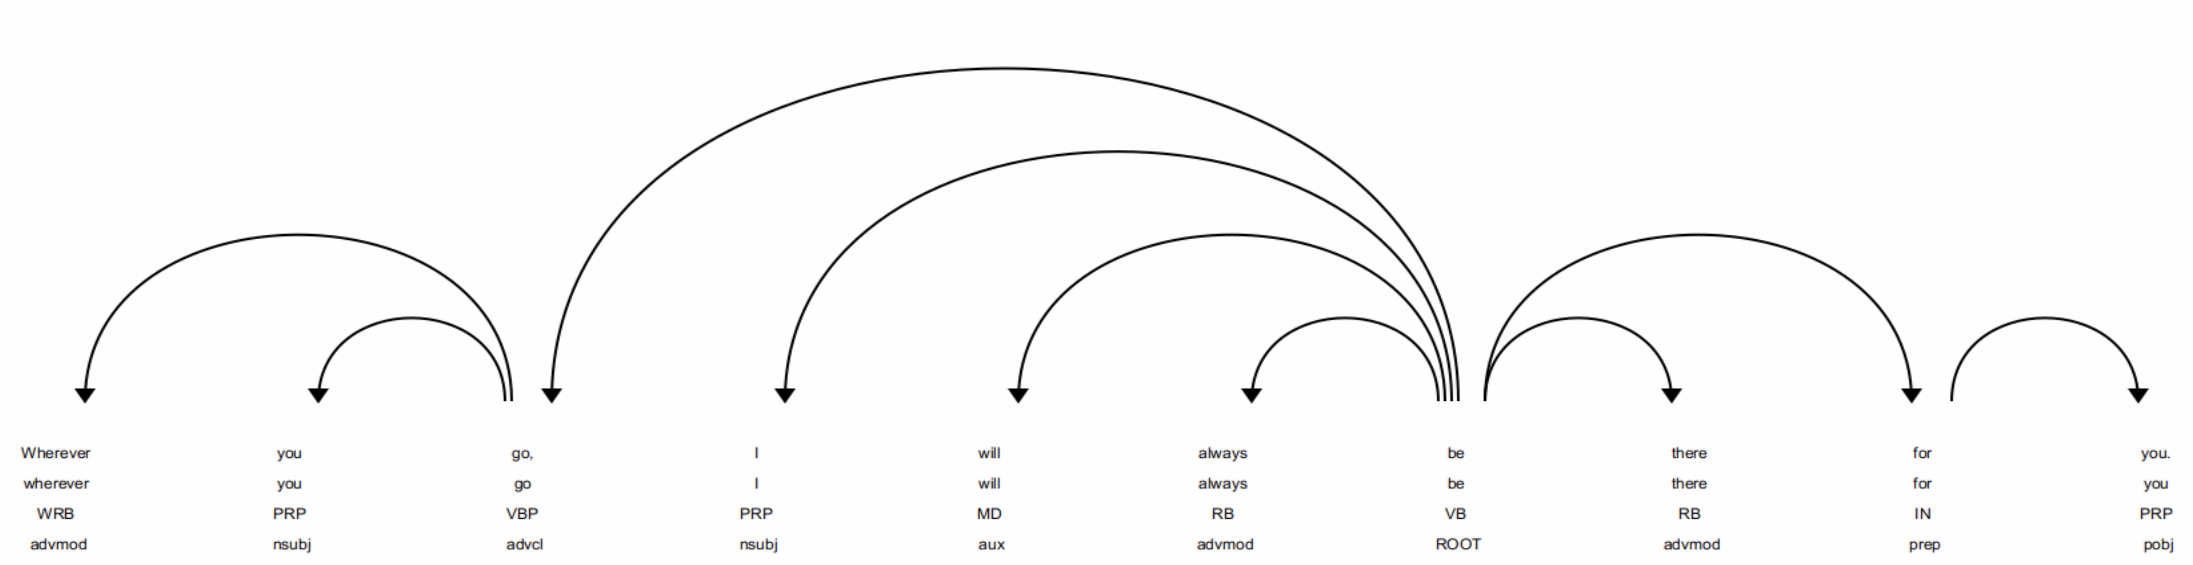 Wherever you go, I will always be there for you.
wherever you go I will always be there for you
WRB PRP VBP PRP MD RB VB RB IN PRP
advmod nsubj advcl nsubj aux advmod ROOT advmod prep pobj